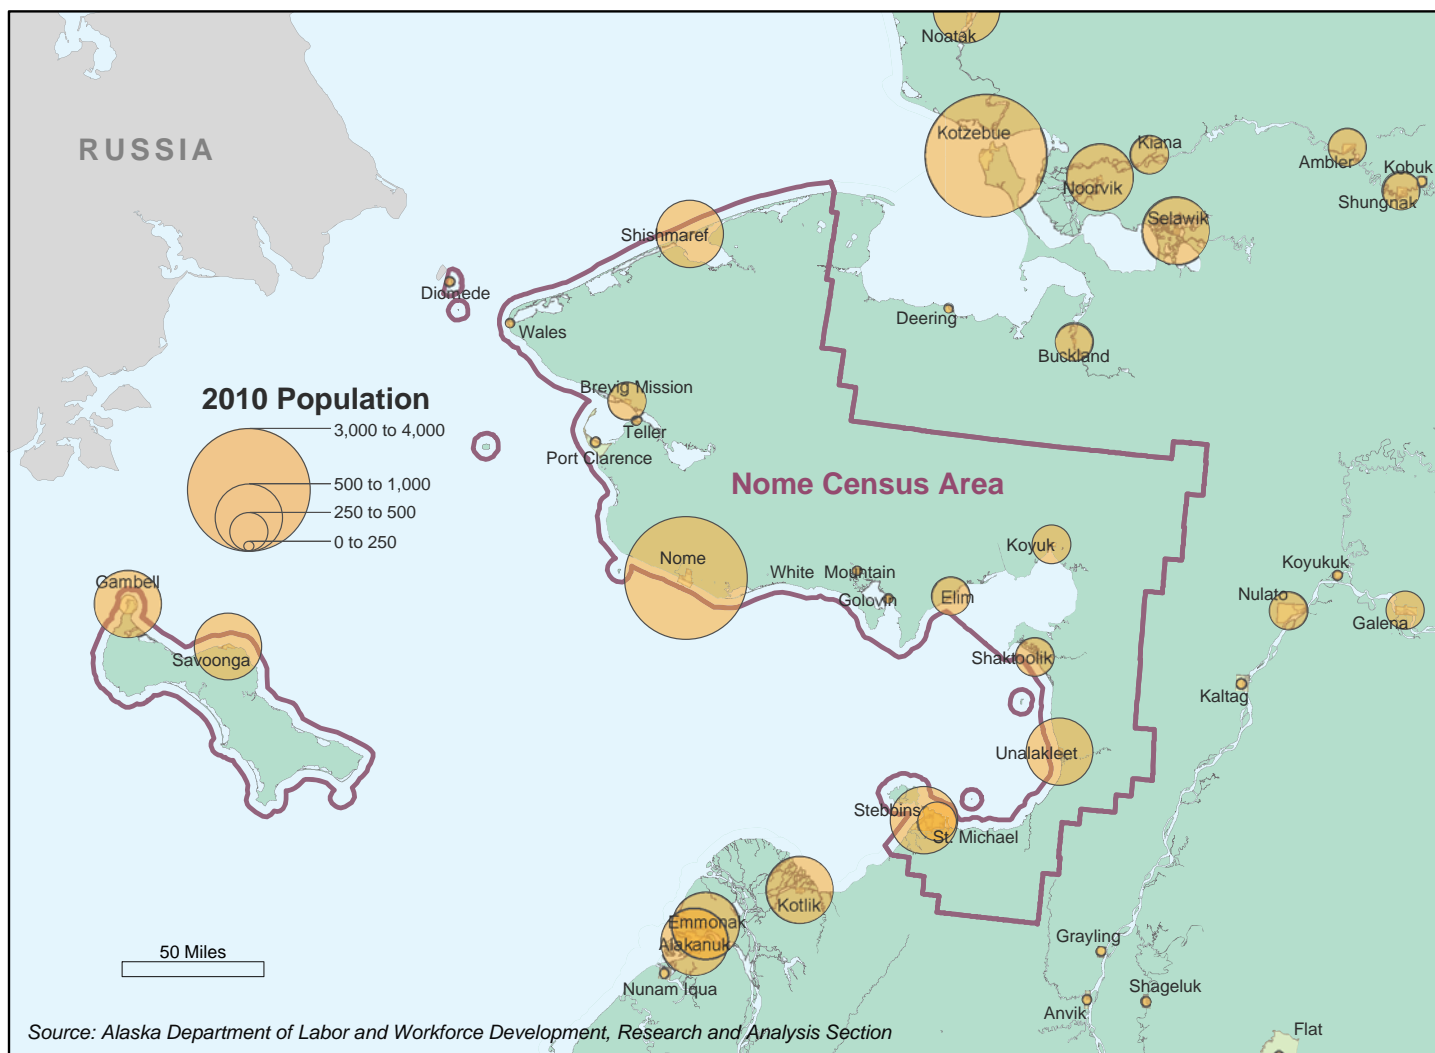 Noatak
RUSSIA
Kotzebue
Kiana
Ambler
Kobuk
Noorvik
Shungnak
Selawik
Shishmaref
Diomede
Wales
Deering
Buckland
2010 Population
3,000 to 4,000
500 to 1,000
250 to 500
0 to 250
Brevig Mission
Teller
Port Clarence
Nome Census Area
Nome
Koyuk
White Mountain
Golovin
Elim
Koyukuk
Nulato
Galena
Gambell
Savoonga
Shaktoolik
Kaltag
Unalakleet
Stebbins
St. Michael
Kotlik
Emmonak
Alakanuk
Nunam Iqua
Grayling
Shageluk
Anvik
Flat
50 Miles
Source: Alaska Department of Labor and Workforce Development, Research and Analysis Section